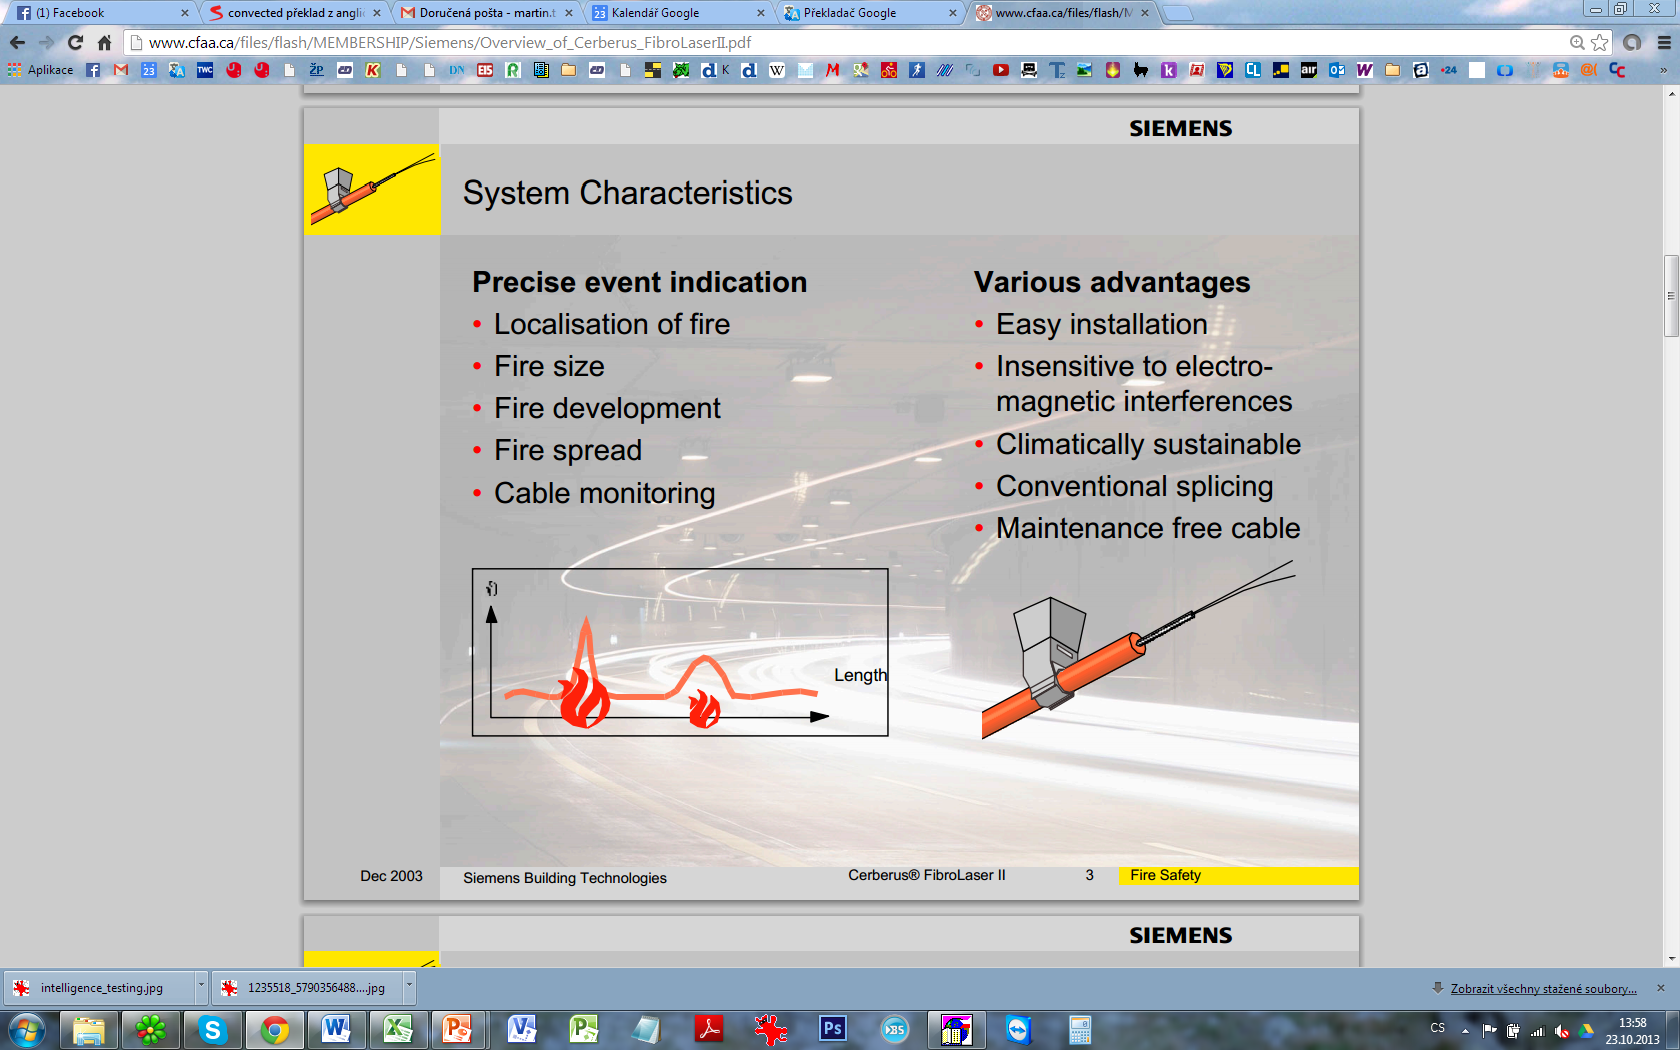 (1) Facebook
convected překlad z anglič
Doručená pošta - martin.t
Kalendář Google
Překladač Google
www.cfaa.ca/files/flash/M
www.cfaa.ca/files/flash/MEMBERSHIP/Siemens/Overview_of_Cerberus_FibroLaserII.pdf
Aplikace
SIEMENS
System Characteristics
Precise event indication
• Localisation of fire
• Fire size
• Fire development
• Fire spread
• Cable monitoring
Various advantages
• Easy installation
• Insensitive to electro-
magnetic interferences
• Climatically sustainable
• Conventional splicing
• Maintenance free cable
Length
Dec 2003
Siemens Building Technologies
Cerberus® FibroLaser II
3
Fire Safety
SIEMENS
intelligence_testing.jpg
1235518_5790356488....jpg
Zobrazit všechny stažené soubory...
CS
13:58
23.10.2013